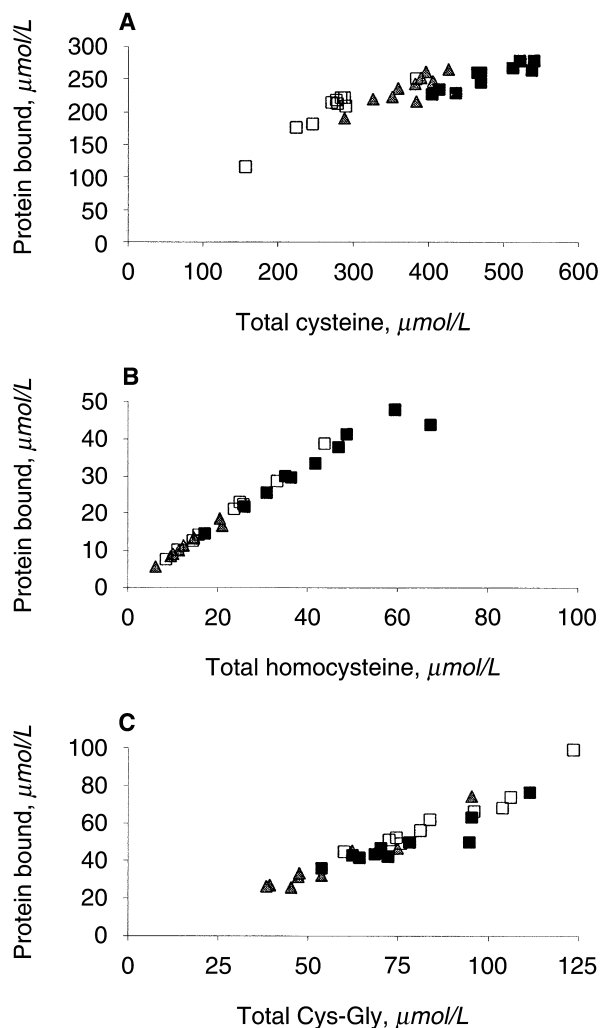 A
Protein bound, μmol/L
300
250
200
150
100
50
0
0 100 200 300 400 500 600
Total cysteine, μmol/L
B
Protein bound, μmol/L
50
40
30
20
10
0
0 20 40 60 80 100
Total homocysteine, μmol/L
C
Protein bound, μmol/L
100
80
60
40
20
0
0 25 50 75 100 125
Total Cys-Gly, μmol/L